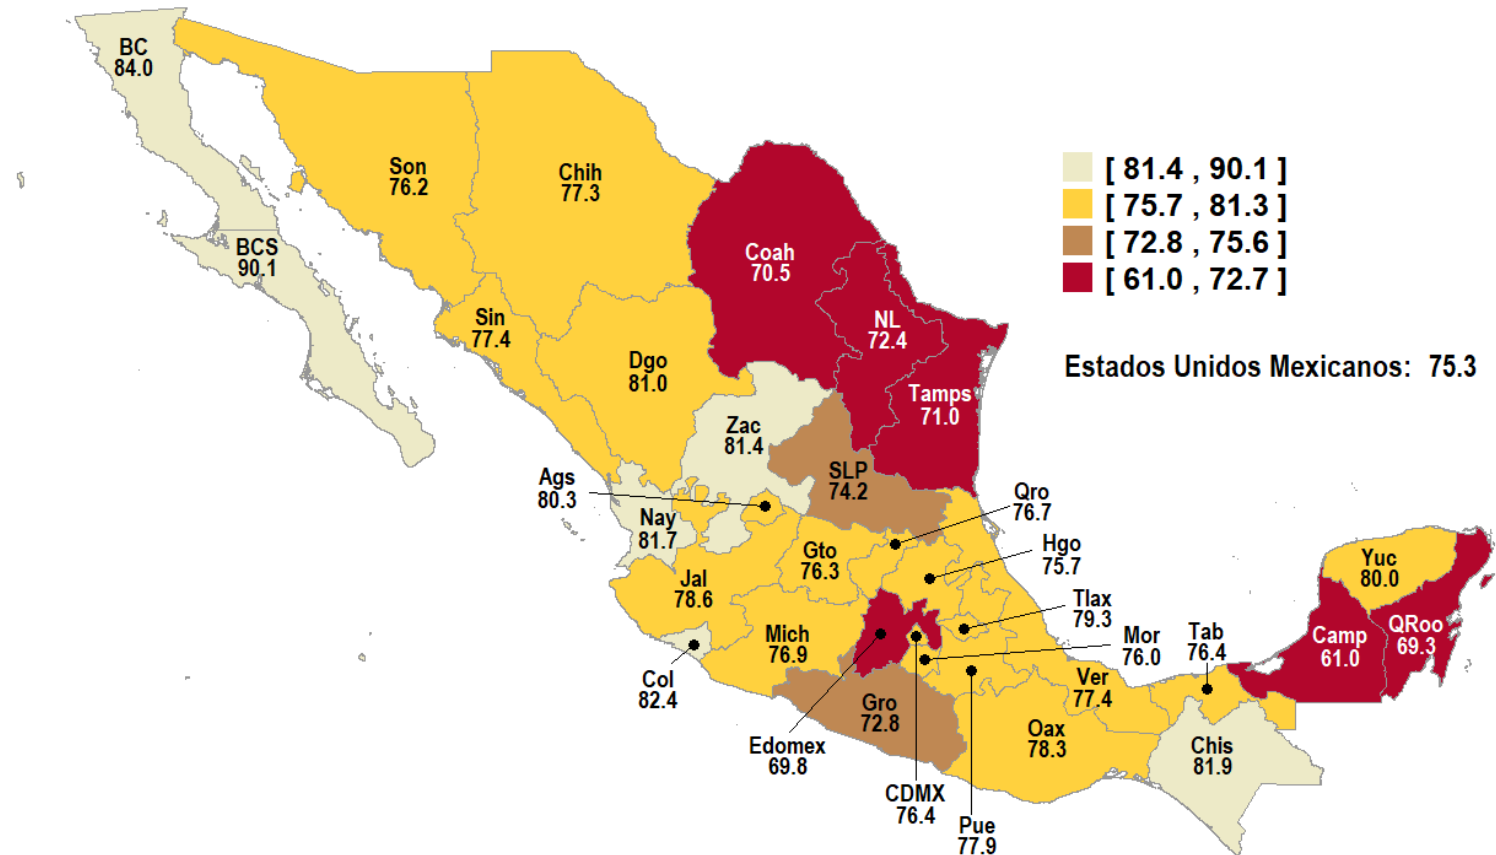 BC
84.0
Son
76.2
Chih
77.3
[ 81.4 , 90.1 ]
[ 75.7 , 81.3 ]
[ 72.8 , 75.6 ]
[ 61.0 , 72.7 ]
BCS
90.1
Coah
70.5
Sin
77.4
NL
72.4
Dgo
81.0
Estados Unidos Mexicanos: 75.3
Tamps
71.0
Zac
81.4
SLP
74.2
Ags
80.3
Qro
76.7
Nay
81.7
Gto
76.3
Hgo
75.7
Yuc
80.0
Jal
78.6
Tlax
79.3
Mich
76.9
Mor
76.0
Tab
76.4
Camp
61.0
QRoo
69.3
Col
82.4
Ver
77.4
Gro
72.8
Oax
78.3
Chis
81.9
Edomex
69.8
CDMX
76.4
Pue
77.9